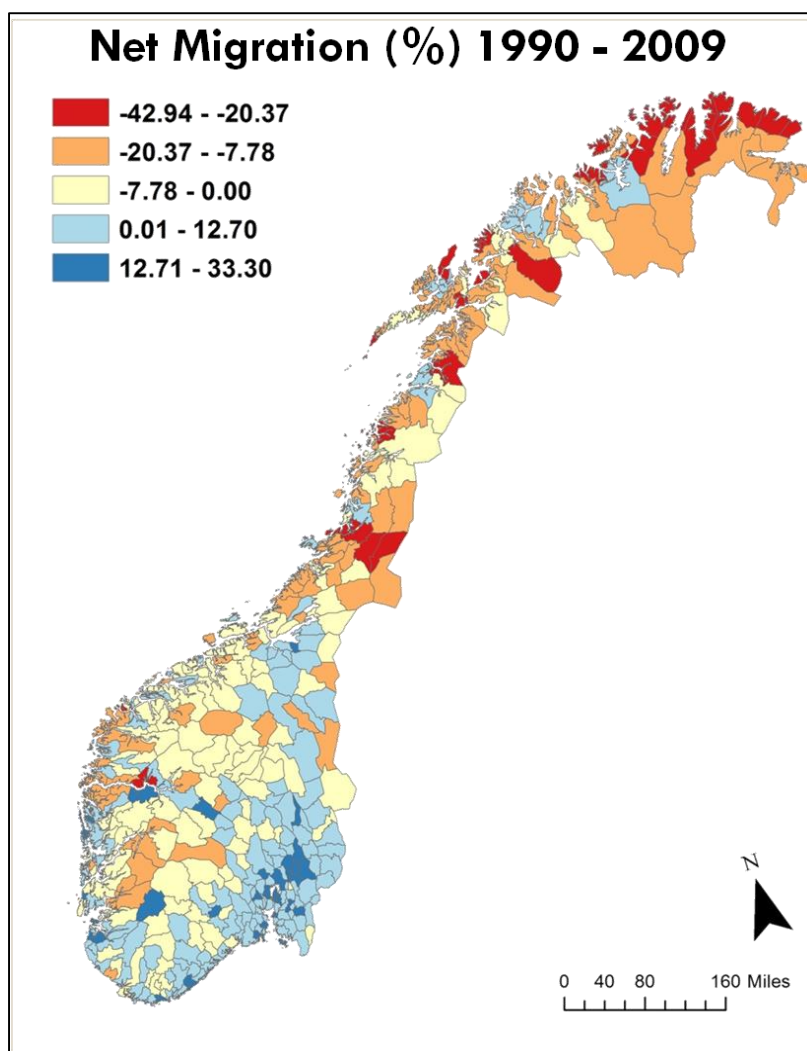 Net Migration (%) 1990 - 2009
-42.94 - -20.37
-20.37 - -7.78
-7.78 - 0.00
0.01 - 12.70
12.71 - 33.30
N
0 40 80 160 Miles